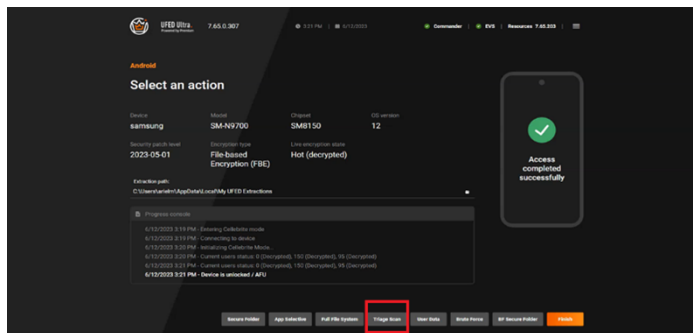 UFED Ultra. 7.65.0.307 3:21 PM | 6/12/2023 Commander | EVS | Resources 7.65.203 |
Powered by Premium
Android
Select an action
Device Model Chipset OS version
samsung SM-N9700 SM8150 12
Security patch level Encryption type Live encryption state
2023-05-01 File-based Hot (decrypted)
Encryption (FBE)
Access
completed
successfully
Extraction path:
C:\Users\arielm\AppData\Local\My UFED Extractions
Progress console
6/12/2023 3:19 PM - Entering Cellebrite mode
6/12/2023 3:19 PM - Connecting to device
6/12/2023 3:20 PM - Initializing Cellebrite Mode...
6/12/2023 3:20 PM - Current users status: 0 (Decrypted), 150 (Decrypted), 95 (Decrypted)
6/12/2023 3:21 PM - Current users status: 0 (Decrypted), 150 (Decrypted), 95 (Decrypted)
6/12/2023 3:21 PM - Device is unlocked / AFU
Secure Folder App Selective Full File System Triage Scan User Data Brute Force BF Secure Folder Finish